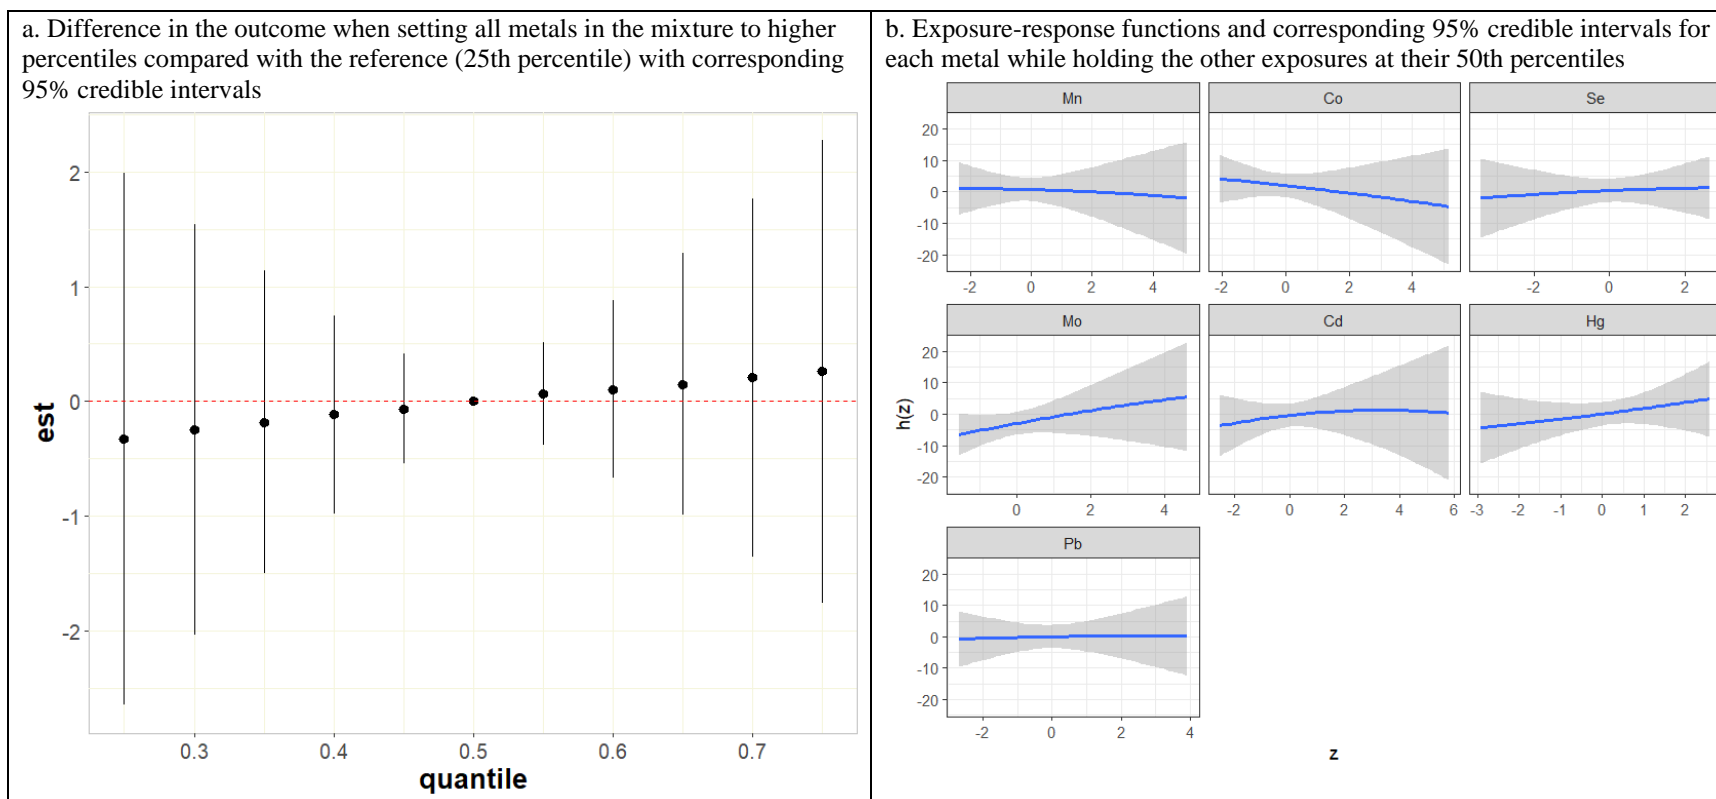 a. Difference in the outcome when setting all metals in the mixture to higher
percentiles compared with the reference (25th percentile) with corresponding
95% credible intervals
2
1
0
-1
-2
est
0.3 0.4 0.5 0.6 0.7
quantile
b. Exposure-response functions and corresponding 95% credible intervals for
each metal while holding the other exposures at their 50th percentiles
Mn Co Se
20
10
0
-10
-20
-2 0 2 4 -2 0 2 4 -2 0 2
Mo Cd Hg
20
10
0
-10
-20
h(z)
0 2 4 -2 0 2 4 6 -3 -2 -1 0 1 2
Pb
20
10
0
-10
-20
-2 0 2 4
z